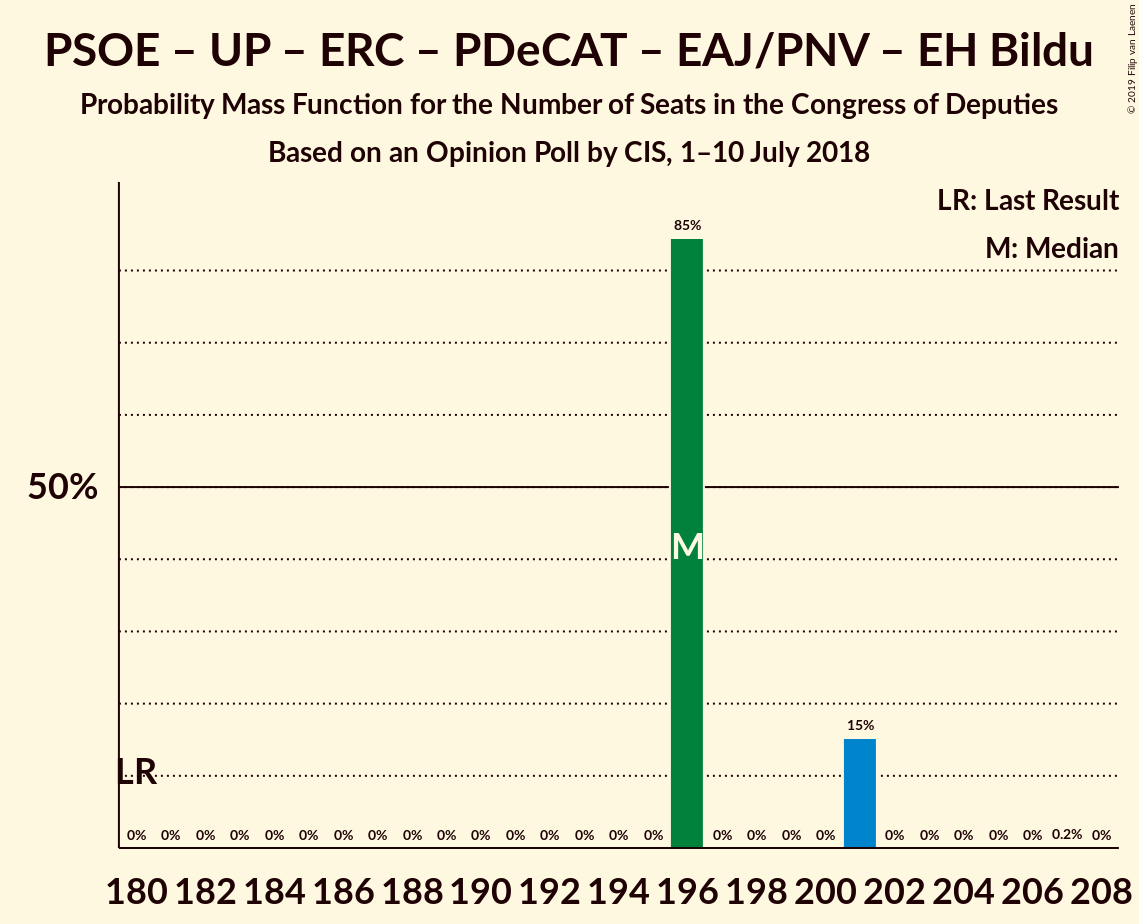 PSOE – UP – ERC – PDeCAT – EAJ/PNV – EH Bildu
Probability Mass Function for the Number of Seats in the Congress of Deputies
Based on an Opinion Poll by CIS, 1–10 July 2018
© 2019 Filip van Laenen
LR: Last Result
M: Median
85%
50%
M
15%
LR
0% 0% 0% 0% 0% 0% 0% 0% 0% 0% 0% 0% 0% 0% 0% 0% 0% 0% 0% 0% 0% 0% 0% 0% 0% 0.2% 0%
180 182 184 186 188 190 192 194 196 198 200 202 204 206 208